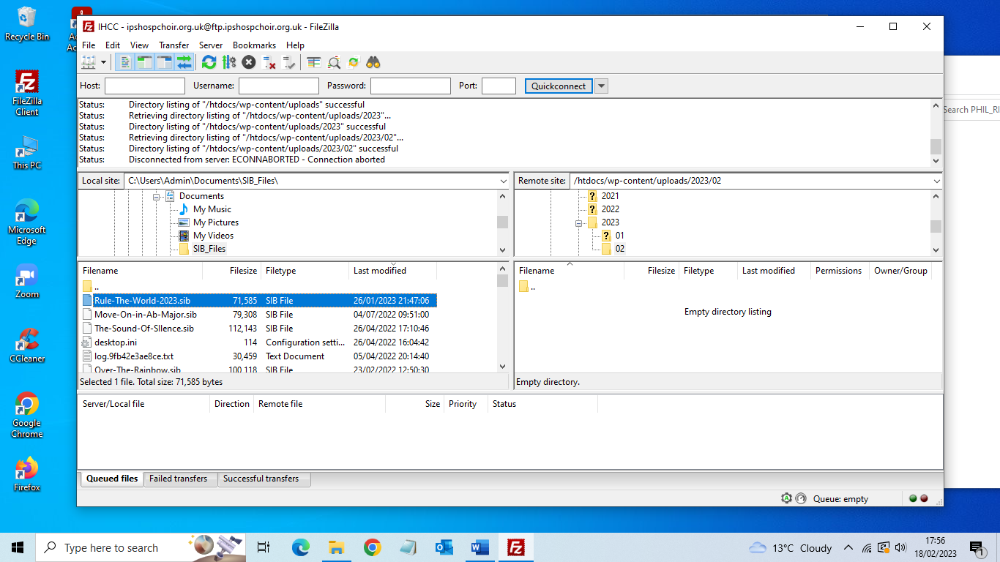 Recycle Bin
FileZilla Client
This PC
Microsoft Edge
Zoom
CCleaner
Google Chrome
Firefox
IHCC - ipshospchoir.org.uk@ftp.ipshospchoir.org.uk - FileZilla
File Edit View Transfer Server Bookmarks Help
Host: Username: Password: Port: Quickconnect
Status: Directory listing of "/htdocs/wp-content/uploads" successful
Status: Retrieving directory listing of "/htdocs/wp-content/uploads/2023"...
Status: Directory listing of "/htdocs/wp-content/uploads/2023" successful
Status: Retrieving directory listing of "/htdocs/wp-content/uploads/2023/02"...
Status: Directory listing of "/htdocs/wp-content/uploads/2023/02" successful
Status: Disconnected from server: ECONNABORTED - Connection aborted
Search PHIL_RI
Local site: C:\Users\Admin\Documents\SIB_Files\
Documents
My Music
My Pictures
My Videos
SIB_Files
Remote site: /htdocs/wp-content/uploads/2023/02
2021
2022
2023
01
02
Filename Filesize Filetype Last modified
..
Rule-The-World-2023.sib 71,585 SIB File 26/01/2023 21:47:06
Move-On-in-Ab-Major.sib 79,308 SIB File 04/07/2022 09:51:00
The-Sound-Of-SIlence.sib 112,143 SIB File 26/04/2022 17:10:46
desktop.ini 114 Configuration setti... 26/04/2022 16:04:42
log.9fb42e3ae8ce.txt 30,459 Text Document 05/04/2022 20:14:40
Over-The-Rainbow.sib 100,118 SIB File 23/02/2022 12:50:30
Selected 1 file. Total size: 71,585 bytes
Filename Filesize Filetype Last modified Permissions Owner/Group
..
Empty directory listing
Empty directory.
Server/Local file Direction Remote file Size Priority Status
Queued files Failed transfers Successful transfers
Queue: empty
Type here to search
13°C Cloudy
17:56
18/02/2023
1